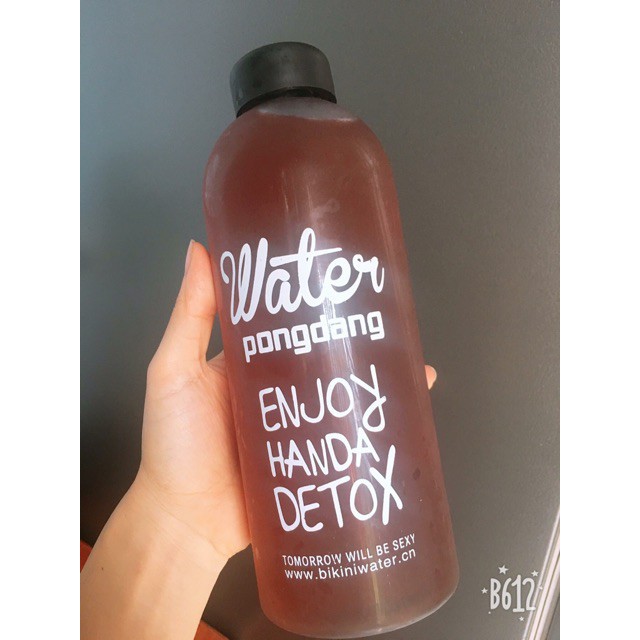 Water
pongdang
ENJOY
HANDA
DETOX
TOMORROW WILL BE SEXY
www.bikiniwater.cn
B612